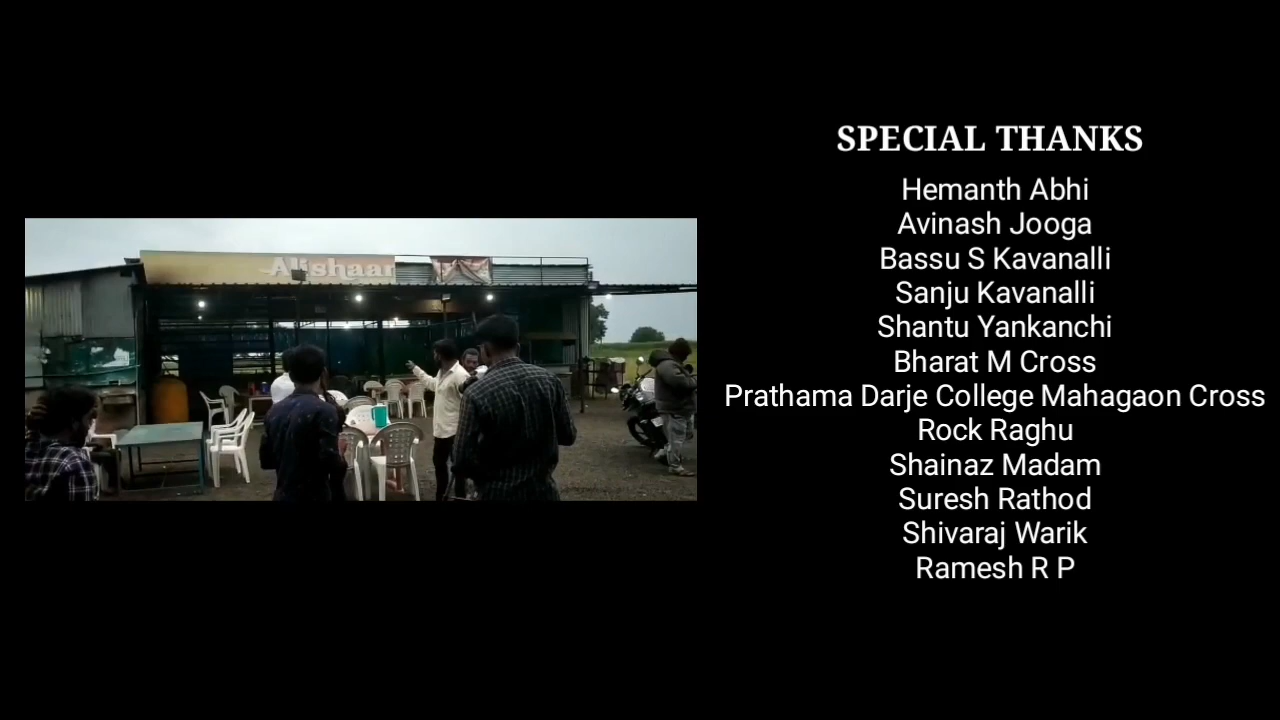 Alishaan
SPECIAL THANKS
Hemanth Abhi
Avinash Jooga
Bassu S Kavanalli
Sanju Kavanalli
Shantu Yankanchi
Bharat M Cross
Prathama Darje College Mahagaon Cross
Rock Raghu
Shainaz Madam
Suresh Rathod
Shivaraj Warik
Ramesh R P